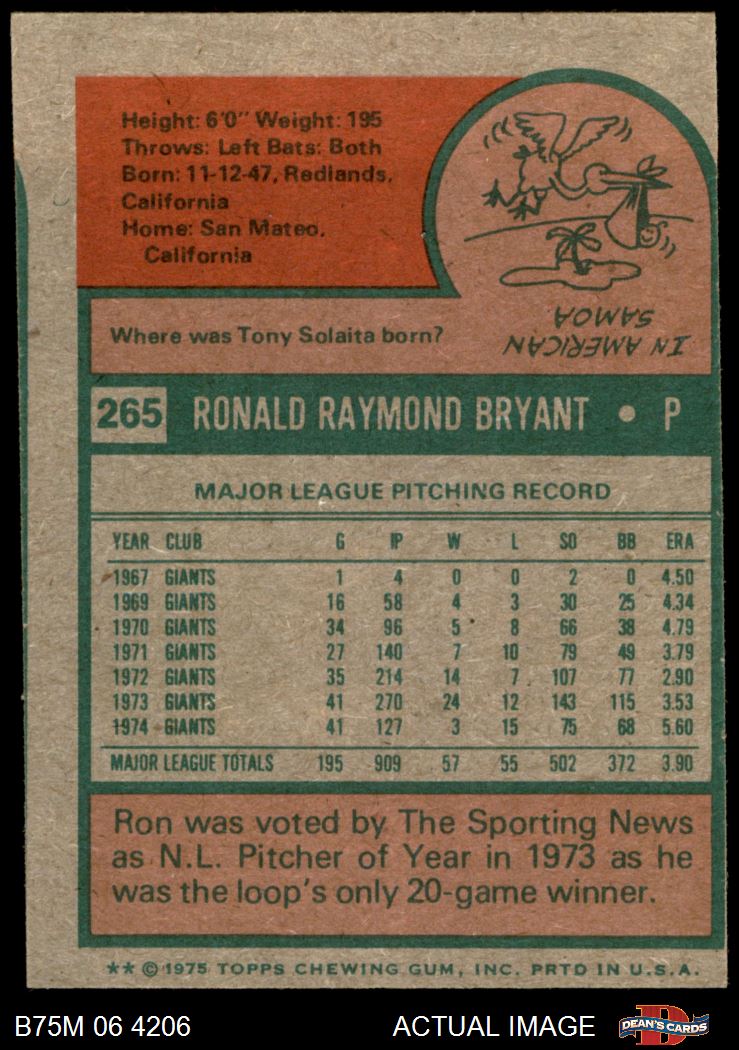 Height: 6'0" Weight: 195
Throws: Left Bats: Both
Born: 11-12-47, Redlands,
California
Home: San Mateo,
California
Where was Tony Solaita born?
IN AMERICAN
SAMOA
265 RONALD RAYMOND BRYANT • P
MAJOR LEAGUE PITCHING RECORD
YEAR CLUB G IP W L SO BB ERA
1967 GIANTS 1 4 0 0 2 0 4.50
1969 GIANTS 16 58 4 3 30 25 4.34
1970 GIANTS 34 96 5 8 66 38 4.79
1971 GIANTS 27 140 7 10 79 49 3.79
1972 GIANTS 35 214 14 7 107 77 2.90
1973 GIANTS 41 270 24 12 143 115 3.53
1974 GIANTS 41 127 3 15 75 68 5.60
MAJOR LEAGUE TOTALS 195 909 57 55 502 372 3.90
Ron was voted by The Sporting News
as N.L. Pitcher of Year in 1973 as he
was the loop's only 20-game winner.
** © 1975 TOPPS CHEWING GUM, INC. PRTD IN U.S.A.
B75M 06 4206 ACTUAL IMAGE D DEAN'S CARDS